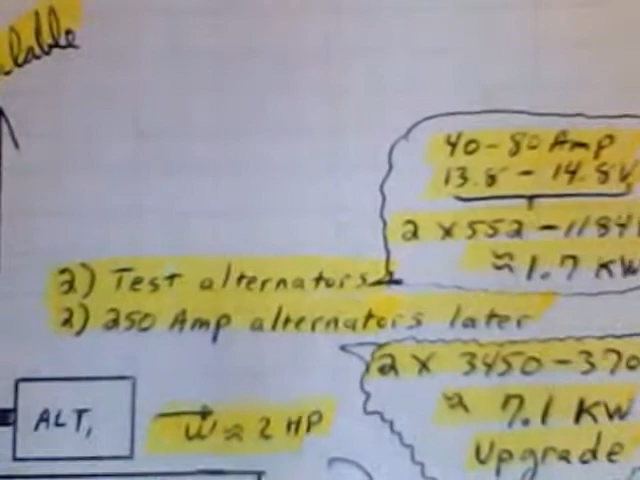 lable
40-80 Amp
13.8 - 14.8V
2 x 552 - 1184
≈ 1.7 KW
2) Test alternators
2) 250 Amp alternators later
2 x 3450 - 370
≈ 7.1 KW
Upgrade
ALT,
W ≈ 2 HP